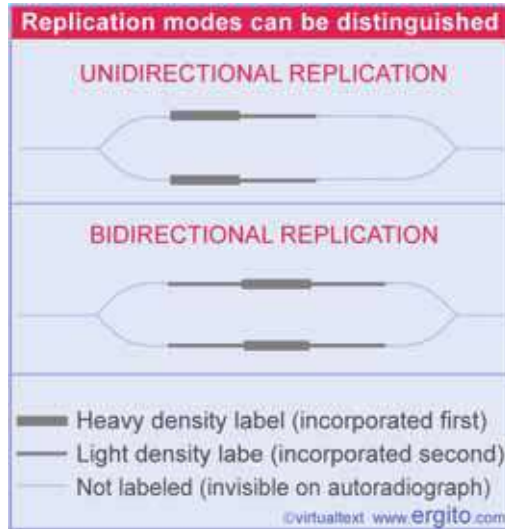 Replication modes can be distinguished
UNIDIRECTIONAL REPLICATION
BIDIRECTIONAL REPLICATION
Heavy density label (incorporated first)
Light density labe (incorporated second)
Not labeled (invisible on autoradiograph)
©virtualtext www.ergito.com